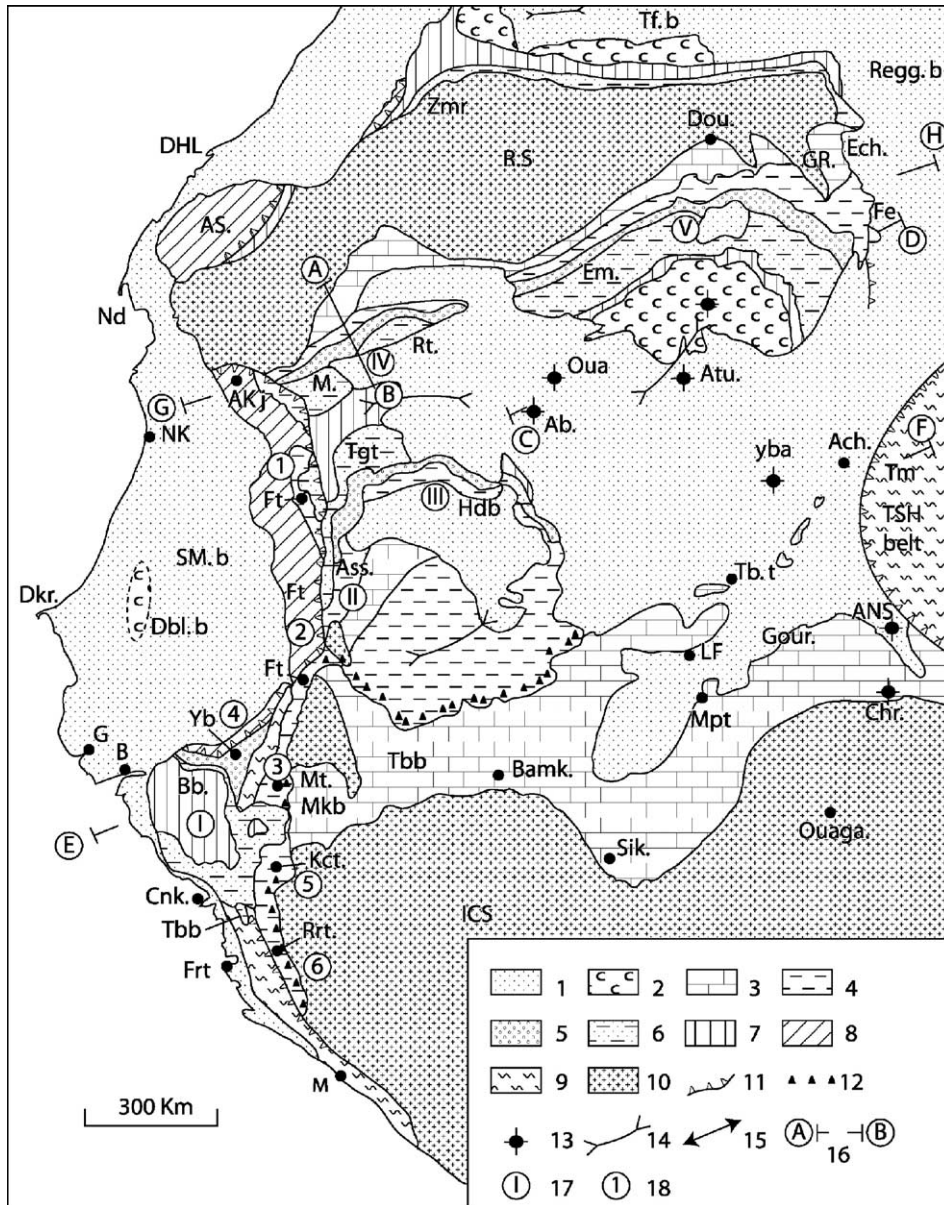 Tf.b
Regg.b
Zmr
Dou.
DHL
R.S
GR.
Ech.
H
AS.
Fe
V
D
A
Em.
Nd
Rt.
IV
Oua
M.
AKj
B
Atu.
G
Ab.
C
NK
F
Ach.
yba
Tgt
Tm
1
III
Ft
Hdb
TSH
belt
SM.b
Ass.
Tb.t
Dkr.
Ft
II
ANS
Dbl.b
2
Gour.
LF
Ft
Yb
4
Mpt
Chr.
G
3
Tbb
B
Mt.
Bamk.
Bb.
Mkb
I
Ouaga.
E
Sik.
Kct.
5
Cnk.
ICS
Tbb
Rrt.
Frt
6
M
300 Km
1 2 3 4
5 6 7 8
9 10 11 12
13 14 15 A B 16
I 17 1 18